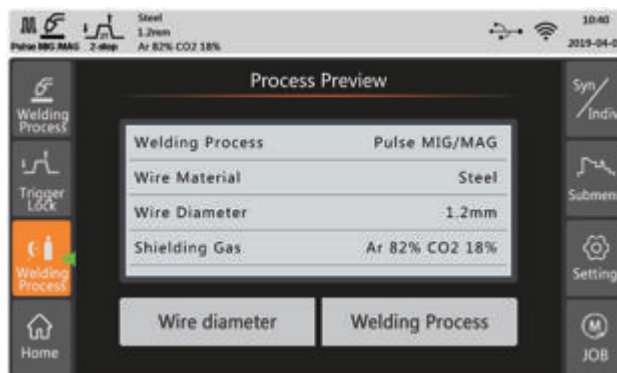 Steel
1.2mm
Ar 82% CO2 18%
Pulse MIG/MAG
2-step
10:40
2019-04-0
Process Preview
Welding Process
Trigger Lock
Welding Process
Home
Welding Process Pulse MIG/MAG
Wire Material Steel
Wire Diameter 1.2mm
Shielding Gas Ar 82% CO2 18%
Wire diameter
Welding Process
Syn/
Indiv
Submen
Setting
M
JOB